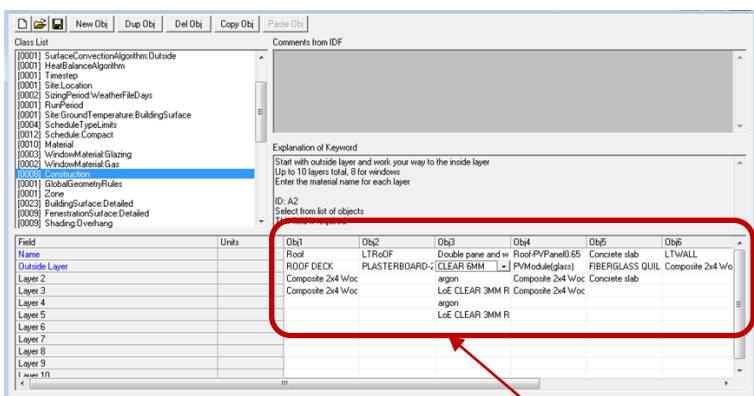 New Obj Dup Obj Del Obj Copy Obj Paste Obj
Class List
Comments from IDF
[0001] SurfaceConvectionAlgorithm:Outside
[0001] HeatBalanceAlgorithm
[0001] Timestep
[0001] Site:Location
[0002] SizingPeriod:WeatherFileDays
[0001] RunPeriod
[0001] Site:GroundTemperature:BuildingSurface
[0004] ScheduleTypeLimits
[0012] Schedule:Compact
[0010] Material
[0003] WindowMaterial:Glazing
[0002] WindowMaterial:Gas
[0008] Construction
[0001] GlobalGeometryRules
[0001] Zone
[0023] BuildingSurface:Detailed
[0009] FenestrationSurface:Detailed
[0009] Shading:Overhang
Explanation of Keyword
Start with outside layer and work your way to the inside layer
Up to 10 layers total, 8 for windows
Enter the material name for each layer
ID: A2
Select from list of objects
Field Units Obj1 Obj2 Obj3 Obj4 Obj5 Obj6
Name Roof LTRoOF Double pane and w Roof-PVPanel0.65 Concrete slab LTWALL
Outside Layer ROOF DECK PLASTERBOARD-2 CLEAR 6MM PVModule(glass) FIBERGLASS QUIL Composite 2x4 Wo
Layer 2 Composite 2x4 Woc argon Composite 2x4 Woc Concrete slab
Layer 3 Composite 2x4 Woc LoE CLEAR 3MM R Composite 2x4 Woc
Layer 4 argon
Layer 5 LoE CLEAR 3MM R
Layer 6
Layer 7
Layer 8
Layer 9
Layer 10